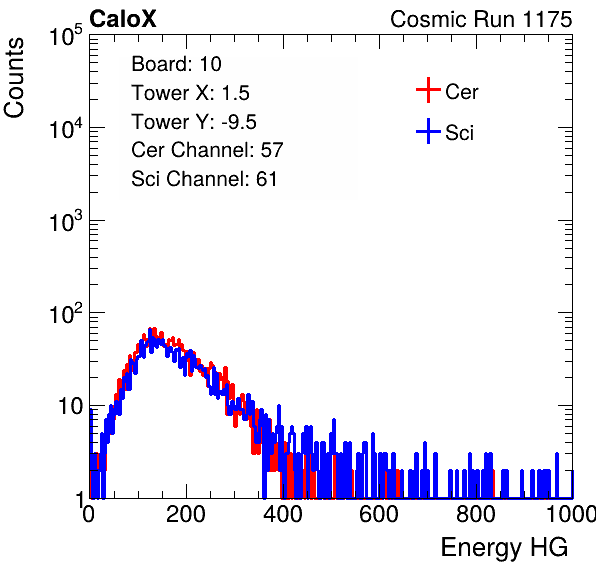 CaloX Cosmic Run 1175
Counts
10^5
10^4
10^3
10^2
10
1
Board: 10
Tower X: 1.5
Tower Y: -9.5
Cer Channel: 57
Sci Channel: 61
Cer
Sci
0 200 400 600 800 1000
Energy HG